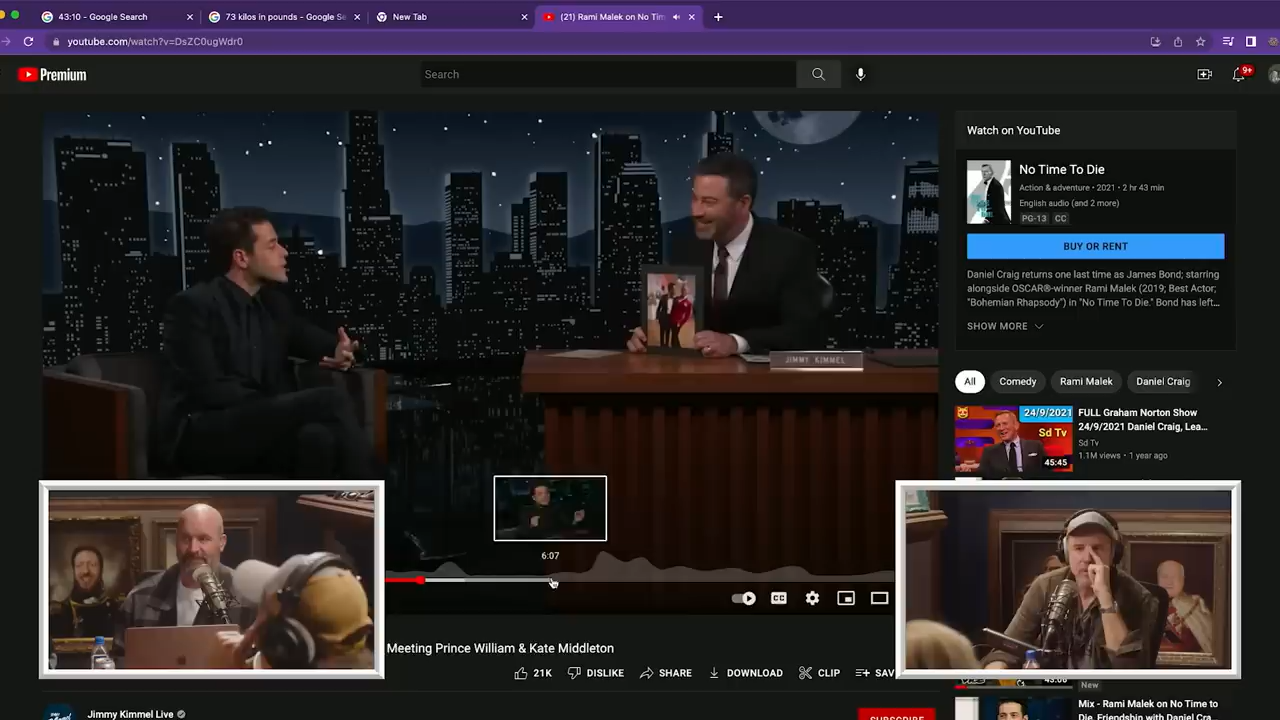 43:10 - Google Search
73 kilos in pounds - Google Se
New Tab
(21) Rami Malek on No Tim
youtube.com/watch?v=DsZC0ugWdr0
Premium
Search
9+
Watch on YouTube
No Time To Die
Action & adventure • 2021 • 2 hr 43 min
English audio (and 2 more)
PG-13 CC
BUY OR RENT
Daniel Craig returns one last time as James Bond; starring
alongside OSCAR®-winner Rami Malek (2019; Best Actor;
"Bohemian Rhapsody") in "No Time To Die." Bond has left...
SHOW MORE
JIMMY KIMMEL
All
Comedy
Rami Malek
Daniel Craig
24/9/2021
Sd Tv
45:45
FULL Graham Norton Show
24/9/2021 Daniel Craig, Lea...
Sd Tv
1.1M views • 1 year ago
6:07
CC
Meeting Prince William & Kate Middleton
21K
DISLIKE
SHARE
DOWNLOAD
CLIP
SAV
New
Mix - Rami Malek on No Time to
Die, Friendship with Daniel Cra
Jimmy Kimmel Live
SUBSCRIBE